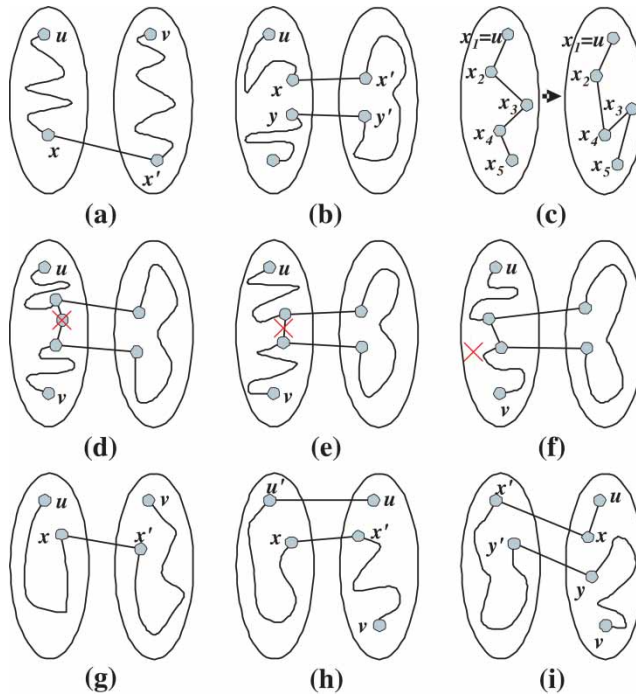 u v x x'
(a)
u x x' y y'
(b)
x1=u x2 x3 x4 x5 x1=u x2 x3 x4 x5
(c)
u v
(d)
u v
(e)
u v
(f)
u v x x'
(g)
u' u x x' v
(h)
x' u y' x y v
(i)